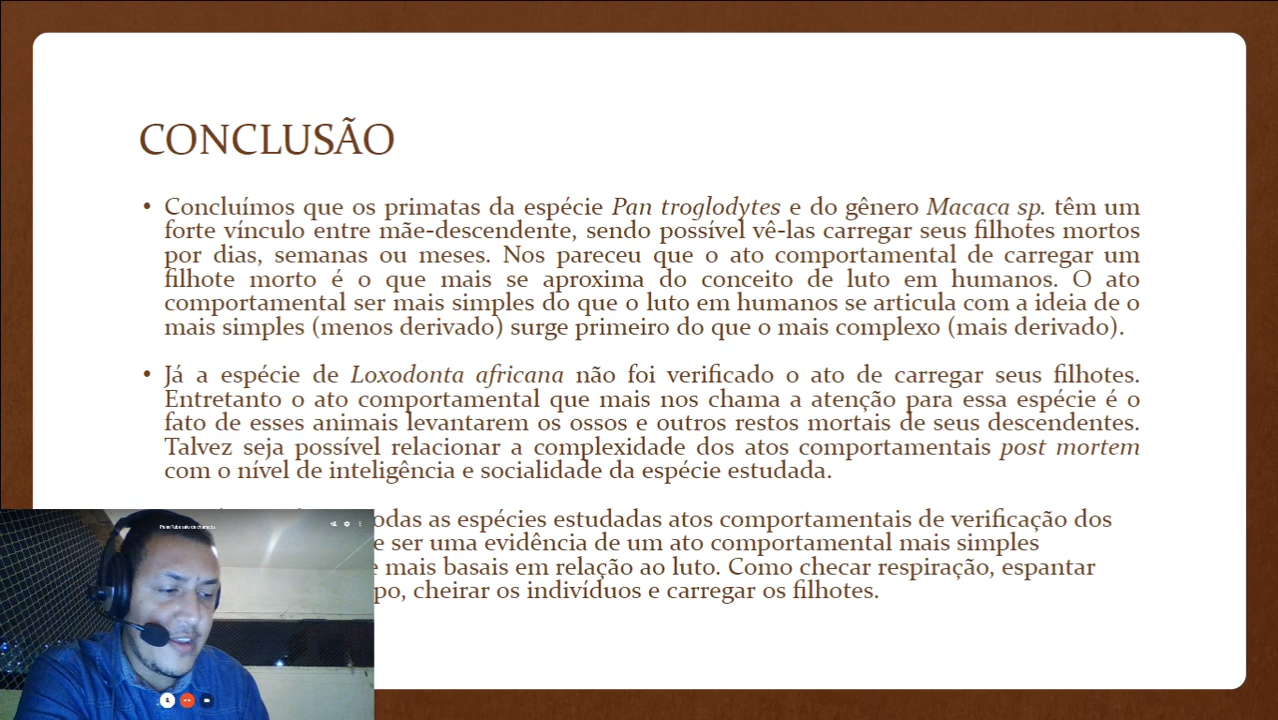 CONCLUSÃO
• Concluímos que os primatas da espécie Pan troglodytes e do gênero Macaca sp. têm um
forte vínculo entre mãe-descendente, sendo possível vê-las carregar seus filhotes mortos
por dias, semanas ou meses. Nos pareceu que o ato comportamental de carregar um
filhote morto é o que mais se aproxima do conceito de luto em humanos. O ato
comportamental ser mais simples do que o luto em humanos se articula com a ideia de o
mais simples (menos derivado) surge primeiro do que o mais complexo (mais derivado).
• Já a espécie de Loxodonta africana não foi verificado o ato de carregar seus filhotes.
Entretanto o ato comportamental que mais nos chama a atenção para essa espécie é o
fato de esses animais levantarem os ossos e outros restos mortais de seus descendentes.
Talvez seja possível relacionar a complexidade dos atos comportamentais post mortem
com o nível de inteligência e socialidade da espécie estudada.
odas as espécies estudadas atos comportamentais de verificação dos
e ser uma evidência de um ato comportamental mais simples
e mais basais em relação ao luto. Como checar respiração, espantar
po, cheirar os indivíduos e carregar os filhotes.